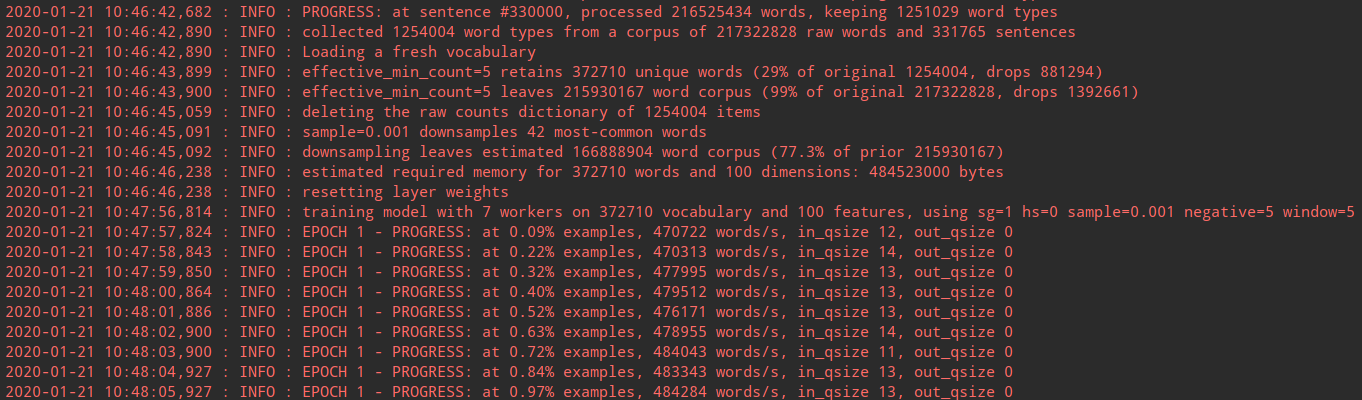 2020-01-21 10:46:42,682 : INFO : PROGRESS: at sentence #330000, processed 216525434 words, keeping 1251029 word types
2020-01-21 10:46:42,890 : INFO : collected 1254004 word types from a corpus of 217322828 raw words and 331765 sentences
2020-01-21 10:46:42,890 : INFO : Loading a fresh vocabulary
2020-01-21 10:46:43,899 : INFO : effective_min_count=5 retains 372710 unique words (29% of original 1254004, drops 881294)
2020-01-21 10:46:43,900 : INFO : effective_min_count=5 leaves 215930167 word corpus (99% of original 217322828, drops 1392661)
2020-01-21 10:46:45,059 : INFO : deleting the raw counts dictionary of 1254004 items
2020-01-21 10:46:45,091 : INFO : sample=0.001 downsamples 42 most-common words
2020-01-21 10:46:45,092 : INFO : downsampling leaves estimated 166888904 word corpus (77.3% of prior 215930167)
2020-01-21 10:46:46,238 : INFO : estimated required memory for 372710 words and 100 dimensions: 484523000 bytes
2020-01-21 10:46:46,238 : INFO : resetting layer weights
2020-01-21 10:47:56,814 : INFO : training model with 7 workers on 372710 vocabulary and 100 features, using sg=1 hs=0 sample=0.001 negative=5 window=5
2020-01-21 10:47:57,824 : INFO : EPOCH 1 - PROGRESS: at 0.09% examples, 470722 words/s, in_qsize 12, out_qsize 0
2020-01-21 10:47:58,843 : INFO : EPOCH 1 - PROGRESS: at 0.22% examples, 470313 words/s, in_qsize 14, out_qsize 0
2020-01-21 10:47:59,850 : INFO : EPOCH 1 - PROGRESS: at 0.32% examples, 477995 words/s, in_qsize 13, out_qsize 0
2020-01-21 10:48:00,864 : INFO : EPOCH 1 - PROGRESS: at 0.40% examples, 479512 words/s, in_qsize 13, out_qsize 0
2020-01-21 10:48:01,886 : INFO : EPOCH 1 - PROGRESS: at 0.52% examples, 476171 words/s, in_qsize 13, out_qsize 0
2020-01-21 10:48:02,900 : INFO : EPOCH 1 - PROGRESS: at 0.63% examples, 478955 words/s, in_qsize 14, out_qsize 0
2020-01-21 10:48:03,900 : INFO : EPOCH 1 - PROGRESS: at 0.72% examples, 484043 words/s, in_qsize 11, out_qsize 0
2020-01-21 10:48:04,927 : INFO : EPOCH 1 - PROGRESS: at 0.84% examples, 483343 words/s, in_qsize 13, out_qsize 0
2020-01-21 10:48:05,927 : INFO : EPOCH 1 - PROGRESS: at 0.97% examples, 484284 words/s, in_qsize 13, out_qsize 0